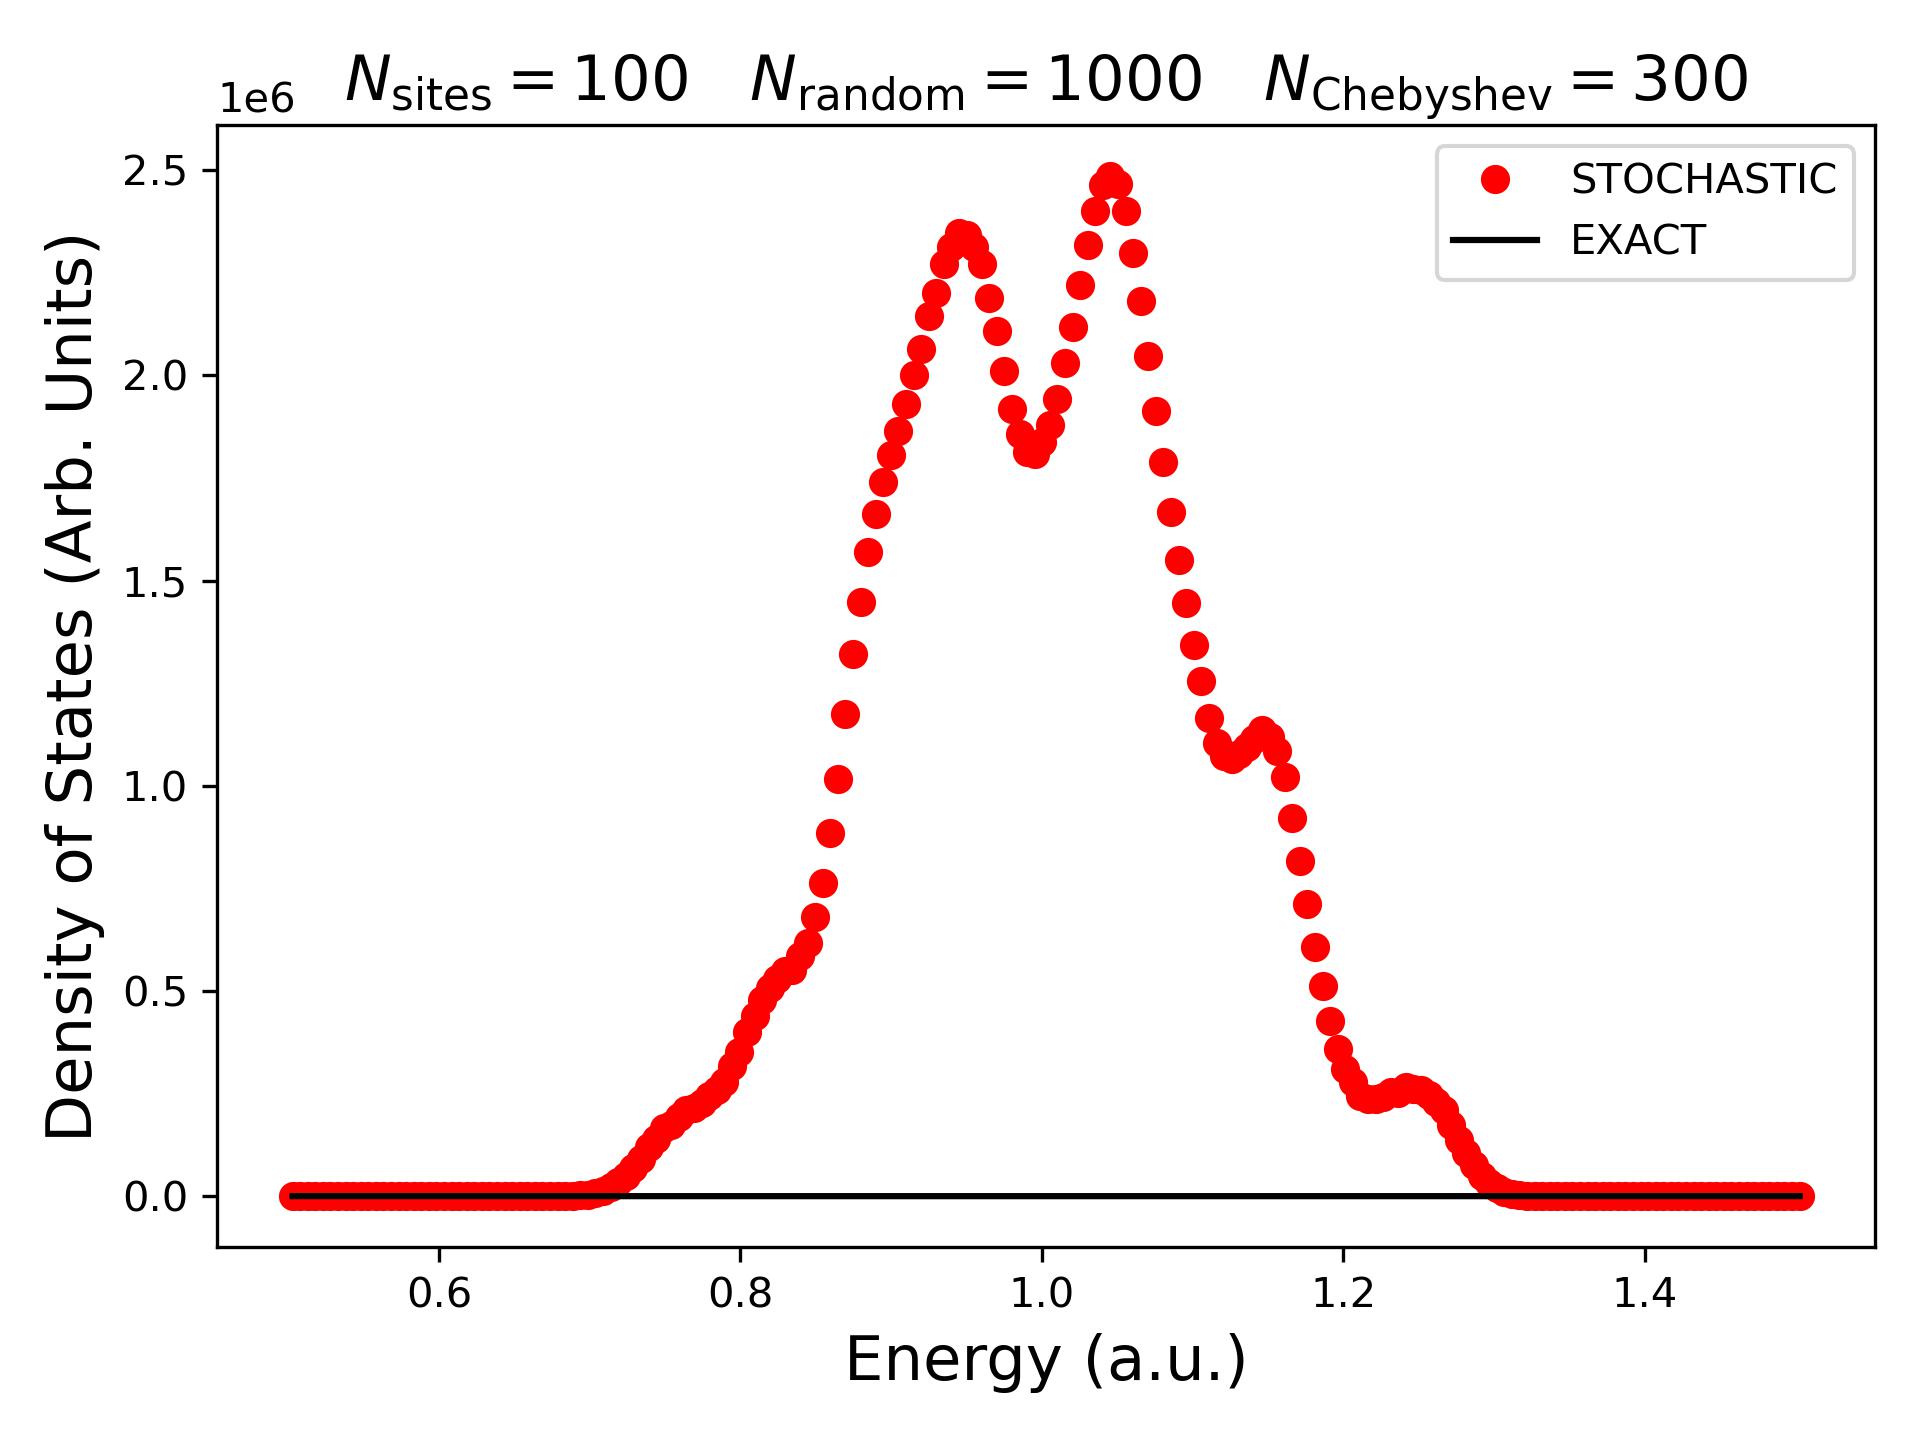 1e6
N_sites = 100 N_random = 1000 N_Chebyshev = 300
STOCHASTIC
EXACT
Density of States (Arb. Units)
2.5
2.0
1.5
1.0
0.5
0.0
0.6 0.8 1.0 1.2 1.4
Energy (a.u.)